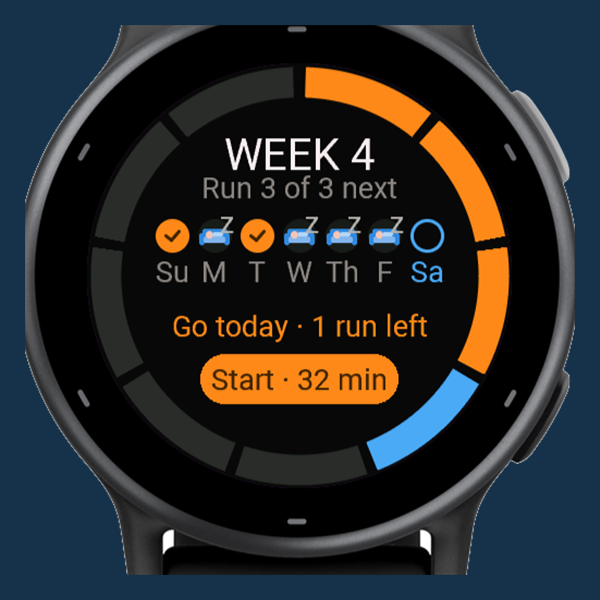 WEEK 4
Run 3 of 3 next
Z Z Z Z
Su M T W Th F Sa
Go today · 1 run left
Start · 32 min